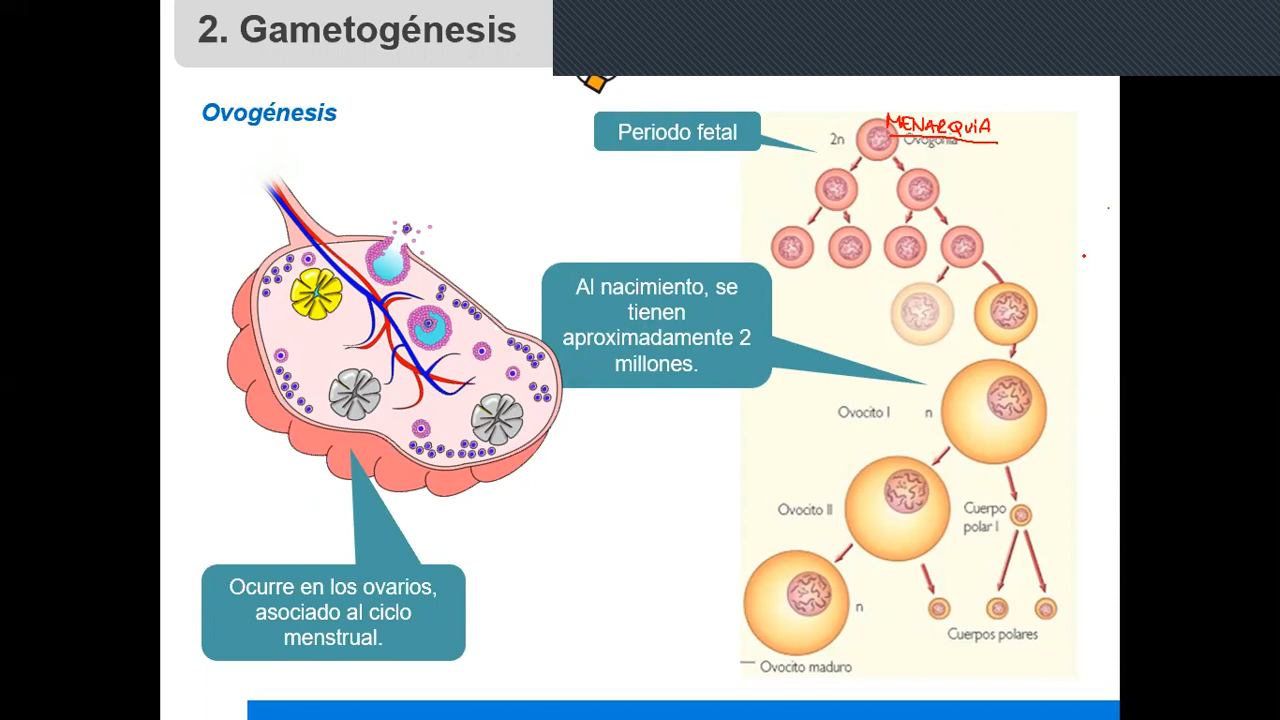 2. Gametogénesis
Ovogénesis
Periodo fetal
MENARQUIA
2n
Ovogonia
Al nacimiento, se
tienen
aproximadamente 2
millones.
Ovocito I
n
Ovocito II
Cuerpo
polar I
n
Cuerpos polares
Ovocito maduro
Ocurre en los ovarios,
asociado al ciclo
menstrual.